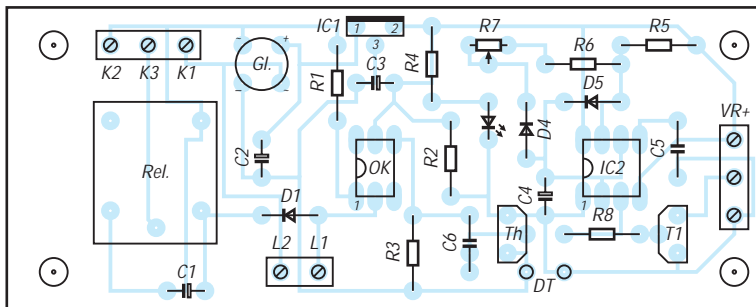 IC1
1 2
3
R7
R5
R6
K2 K3 K1
Gl.
R1
C3
R4
D5
VR+
Rel.
C2
OK
R2
D4
IC2
C5
1
1
D1
C4
L2 L1
R3
C6
Th
R8
T1
C1
DT
+